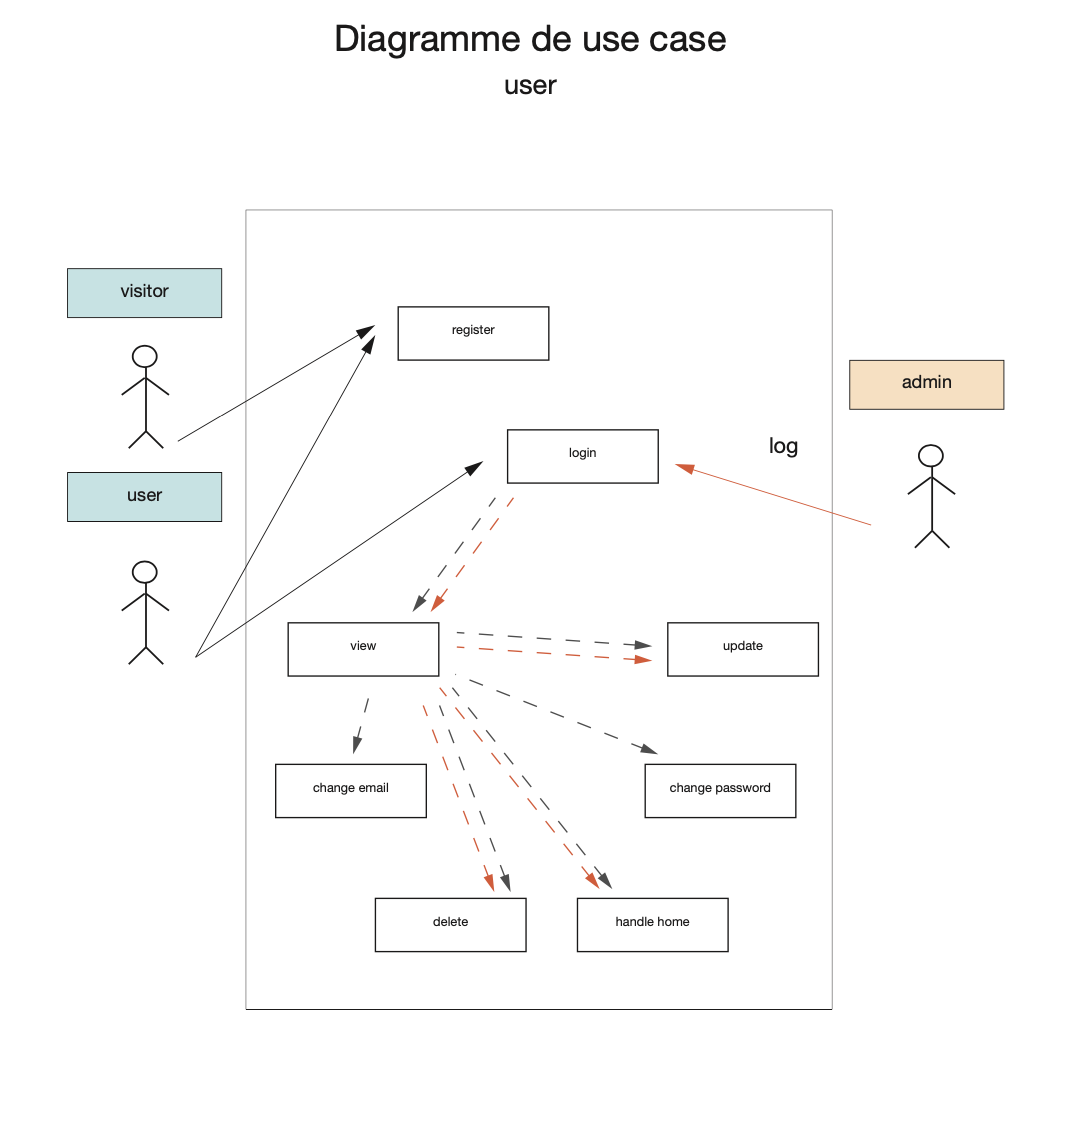 Diagramme de use case
user
visitor
register
admin
login
log
user
view
update
change email
change password
delete
handle home